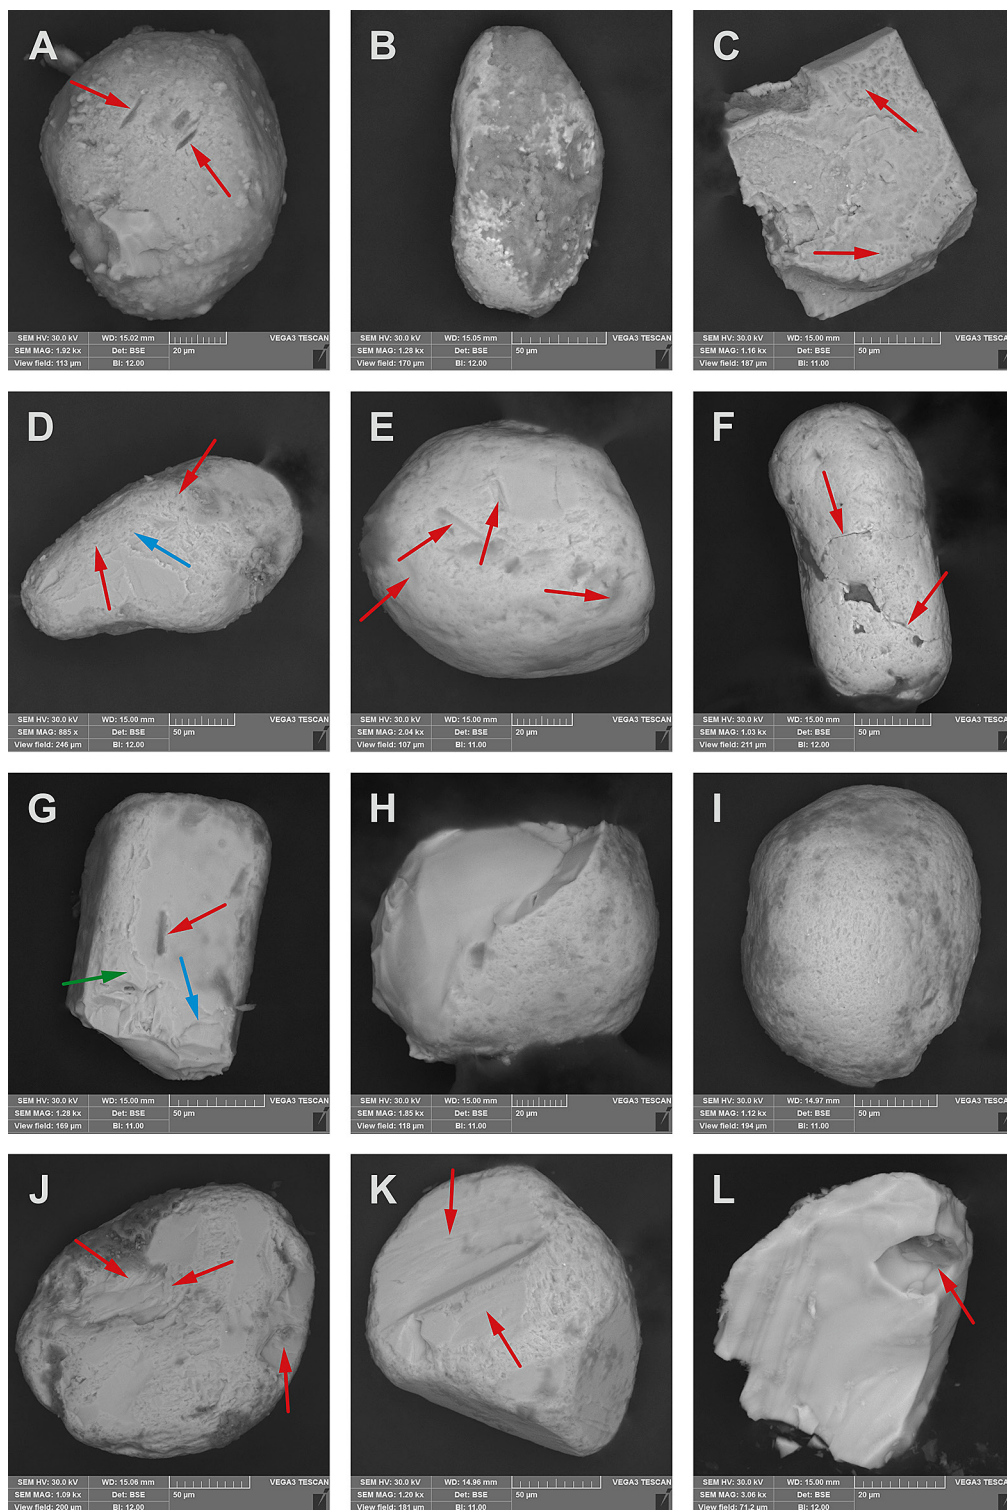 A
SEM HV: 30.0 kV WD: 15.02 mm VEGA3 TESCAN
SEM MAG: 1.92 kx Det: BSE 20 µm
View field: 113 µm BI: 12.00
B
SEM HV: 30.0 kV WD: 15.05 mm VEGA3 TESCAN
SEM MAG: 1.28 kx Det: BSE 50 µm
View field: 170 µm BI: 12.00
C
SEM HV: 30.0 kV WD: 15.00 mm VEGA3 TESCAN
SEM MAG: 1.16 kx Det: BSE 50 µm
View field: 187 µm BI: 11.00
D
SEM HV: 30.0 kV WD: 15.00 mm VEGA3 TESCAN
SEM MAG: 885 x Det: BSE 50 µm
View field: 246 µm BI: 12.00
E
SEM HV: 30.0 kV WD: 15.00 mm VEGA3 TESCAN
SEM MAG: 2.04 kx Det: BSE 20 µm
View field: 107 µm BI: 11.00
F
SEM HV: 30.0 kV WD: 15.00 mm VEGA3 TESCAN
SEM MAG: 1.03 kx Det: BSE 50 µm
View field: 211 µm BI: 12.00
G
SEM HV: 30.0 kV WD: 15.00 mm VEGA3 TESCAN
SEM MAG: 1.28 kx Det: BSE 50 µm
View field: 169 µm BI: 11.00
H
SEM HV: 30.0 kV WD: 15.00 mm VEGA3 TESCAN
SEM MAG: 1.85 kx Det: BSE 20 µm
View field: 118 µm BI: 11.00
I
SEM HV: 30.0 kV WD: 14.97 mm VEGA3 TESCAN
SEM MAG: 1.12 kx Det: BSE 50 µm
View field: 194 µm BI: 11.00
J
SEM HV: 30.0 kV WD: 15.06 mm VEGA3 TESCAN
SEM MAG: 1.09 kx Det: BSE 50 µm
View field: 200 µm BI: 12.00
K
SEM HV: 30.0 kV WD: 14.96 mm VEGA3 TESCAN
SEM MAG: 1.20 kx Det: BSE 50 µm
View field: 181 µm BI: 11.00
L
SEM HV: 30.0 kV WD: 15.00 mm VEGA3 TESCAN
SEM MAG: 3.06 kx Det: BSE 20 µm
View field: 71.2 µm BI: 12.00